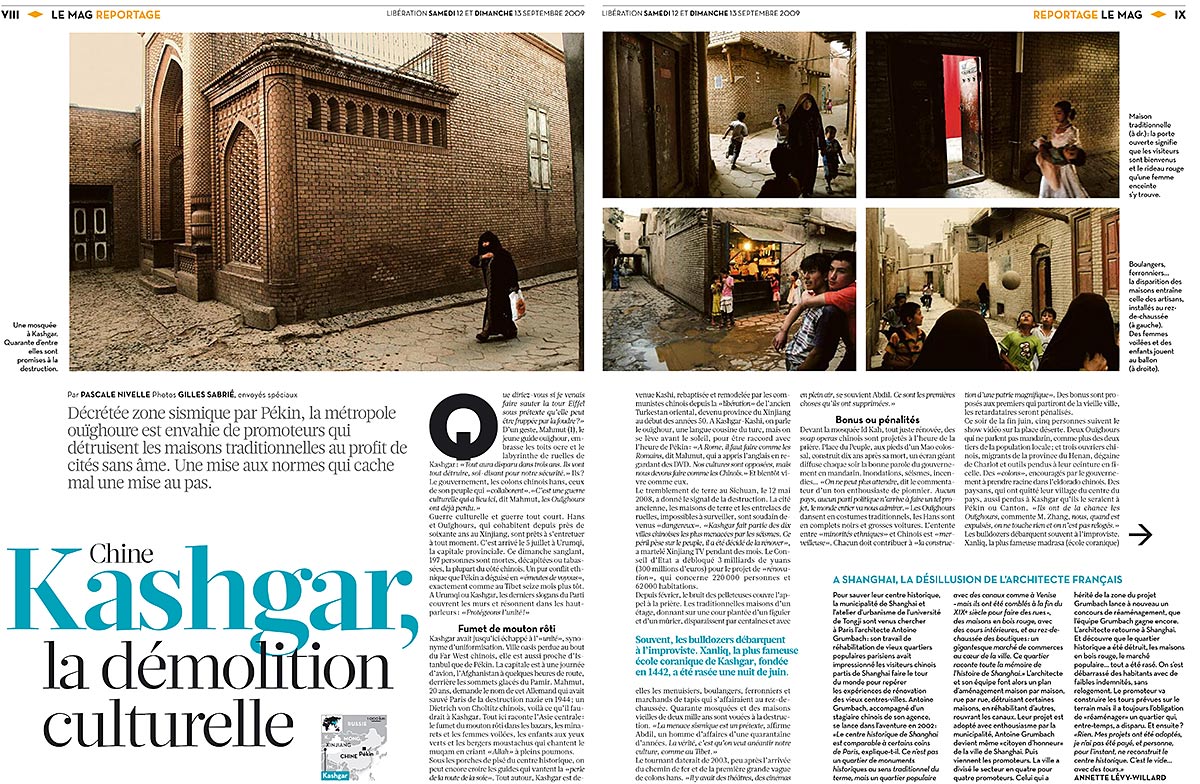 VIII LE MAG REPORTAGE
LIBÉRATION SAMEDI 12 ET DIMANCHE 13 SEPTEMBRE 2009
LIBÉRATION SAMEDI 12 ET DIMANCHE 13 SEPTEMBRE 2009
REPORTAGE LE MAG IX
Une mosquée
à Kashgar.
Quarante d'entre
elles sont
promises à la
destruction.
Maison
traditionnelle
(à dr.) : la porte
ouverte signifie
que les visiteurs
sont bienvenus
et le rideau rouge
qu'une femme
enceinte
s'y trouve.
Boulangers,
ferronniers...
la disparition des
maisons entraîne
celle des artisans,
installés au rez-
de-chaussée
(à gauche).
Des femmes
voilées et des
enfants jouent
au ballon
(à droite).
Par PASCALE NIVELLE Photos GILLES SABRIÉ, envoyés spéciaux
Décrétée zone sismique par Pékin, la métropole
ouïghoure est envahie de promoteurs qui
détruisent les maisons traditionnelles au profit de
cités sans âme. Une mise aux normes qui cache
mal une mise au pas.
Chine
Kashgar,
la démolition
culturelle
RUSSIE
MONG.
XINJIANG
Pékin
CHINE
Kashgar
1 000 km
Que diriez-vous si je venais
faire sauter la tour Eiffel
sous prétexte qu'elle peut
être frappée par la foudre ?»
D'un geste, Mahmut (1), le
jeune guide ouïghour, em-
brasse les toits ocre et le
labyrinthe de ruelles de
Kashgar : «Tout aura disparu dans trois ans. Ils vont
tout détruire, soi-disant pour notre sécurité.» Ils ?
Le gouvernement, les colons chinois hans, ceux
de son peuple qui «collaborent». «C'est une guerre
culturelle qui a lieu ici, dit Mahmut, les Ouïghours
ont déjà perdu.»
Guerre culturelle et guerre tout court. Hans
et Ouïghours, qui cohabitent depuis près de
soixante ans au Xinjiang, sont prêts à s'entretuer
à tout moment. C'est arrivé le 5 juillet à Urumqi,
la capitale provinciale. Ce dimanche sanglant,
197 personnes sont mortes, décapitées ou tabas-
sées, la plupart du côté chinois. Un pur conflit eth-
nique que Pékin a déguisé en «émeutes de voyous»,
exactement comme au Tibet seize mois plus tôt.
A Urumqi ou Kashgar, les derniers slogans du Parti
couvrent les murs et résonnent dans les haut-
parleurs : «Protégeons l'unité !»
Fumet de mouton rôti
Kashgar avait jusqu'ici échappé à l'«unité», syno-
nyme d'uniformisation. Ville oasis perdue au bout
du Far West chinois, elle est aussi proche d'Is-
tanbul que de Pékin. La capitale est à une journée
d'avion, l'Afghanistan à quelques heures de route,
derrière les sommets glacés du Pamir. Mahmut,
20 ans, demande le nom de cet Allemand qui avait
sauvé Paris de la destruction nazie en 1944 ; un
Dietrich von Choltitz chinois, voilà ce qu'il fau-
drait à Kashgar. Tout ici raconte l'Asie centrale :
le fumet du mouton rôti dans les bazars, les mina-
rets et les femmes voilées, les enfants aux yeux
verts et les bergers moustachus qui chantent le
muqam en criant «Allah» à pleins poumons.
Sous les porches de pisé du centre historique, on
peut encore croire les guides qui vantent la «perle
de la route de la soie». Tout autour, Kashgar est de-
venue Kashi, rebaptisée et remodelée par les com-
munistes chinois depuis la «libération» de l'ancien
Turkestan oriental, devenu province du Xinjiang
au début des années 50. A Kashgar-Kashi, on parle
le ouïghour, une langue cousine du turc, mais on
se lève avant le soleil, pour être raccord avec
l'heure de Pékin : «A Rome, il faut faire comme les
Romains, dit Mahmut, qui a appris l'anglais en re-
gardant des DVD. Nos cultures sont opposées, mais
nous devons faire comme les Chinois.» Et bientôt vi-
vre comme eux.
Le tremblement de terre au Sichuan, le 12 mai
2008, a donné le signal de la destruction. La cité
ancienne, les maisons de terre et les entrelacs de
ruelles, impossibles à surveiller, sont soudain de-
venus «dangereux». «Kashgar fait partie des dix
villes chinoises les plus menacées par les séismes. Ce
péril pèse sur le peuple, il a été décidé de la rénover»,
a martelé Xinjiang TV pendant des mois. Le Con-
seil d'Etat a débloqué 3 milliards de yuans
(300 millions d'euros) pour le projet de «rénova-
tion», qui concerne 220 000 personnes et
62 000 habitations.
Depuis février, le bruit des pelleteuses couvre l'ap-
pel à la prière. Les traditionnelles maisons d'un
étage, donnant sur une cour plantée d'un figuier
et d'un mûrier, disparaissent par centaines et avec
Souvent, les bulldozers débarquent
à l'improviste. Xanliq, la plus fameuse
école coranique de Kashgar, fondée
en 1442, a été rasée une nuit de juin.
elles les menuisiers, boulangers, ferronniers et
marchands de tapis qui s'affairaient au rez-de-
chaussée. Quarante mosquées et des maisons
vieilles de deux mille ans sont vouées à la destruc-
tion. «La menace sismique est un prétexte, affirme
Abdil, un homme d'affaires d'une quarantaine
d'années. La vérité, c'est qu'on veut anéantir notre
culture, comme au Tibet.»
Le tournant daterait de 2003, peu après l'arrivée
du chemin de fer et de la première grande vague
de colons hans. «Il y avait des théâtres, des cinémas
en plein air, se souvient Abdil. Ce sont les premières
choses qu'ils ont supprimées.»
Bonus ou pénalités
Devant la mosquée Id Kah, tout juste rénovée, des
soap operas chinois sont projetés à l'heure de la
prière. Place du Peuple, aux pieds d'un Mao colos-
sal, construit dix ans après sa mort, un écran géant
diffuse chaque soir la bonne parole du gouverne-
ment en mandarin. Inondations, séismes, incen-
dies... «On ne peut plus attendre, dit le commenta-
teur d'un ton enthousiaste de pionnier. Aucun
pays, aucun parti politique n'arrive à faire un tel pro-
jet, le monde entier va nous admirer.» Les Ouïghours
dansent en costumes traditionnels, les Hans sont
en complets noirs et grosses voitures. L'entente
entre «minorités ethniques» et Chinois est «mer-
veilleuse». Chacun doit contribuer à «la construc-
tion d'une patrie magnifique». Des bonus sont pro-
posés aux premiers qui partiront de la vieille ville,
les retardataires seront pénalisés.
Ce soir de la fin juin, cinq personnes suivent le
show vidéo sur la place déserte. Deux Ouïghours
qui ne parlent pas mandarin, comme plus des deux
tiers de la population locale ; et trois ouvriers chi-
nois, migrants de la province du Henan, dégaine
de Charlot et outils pendus à leur ceinture en fi-
celle. Des «colons», encouragés par le gouverne-
ment à prendre racine dans l'eldorado chinois. Des
paysans, qui ont quitté leur village du centre du
pays, aussi perdus à Kashgar qu'ils le seraient à
Pékin ou Canton. «Ils ont de la chance les
Ouïghours, commente M. Zhang, nous, quand est
expulsés, on ne touche rien et on n'est pas relogés.»
Les bulldozers débarquent souvent à l'improviste.
Xanliq, la plus fameuse madrasa (école coranique)
A SHANGHAI, LA DÉSILLUSION DE L'ARCHITECTE FRANÇAIS
Pour sauver leur centre historique,
la municipalité de Shanghai et
l'atelier d'urbanisme de l'université
de Tongji sont venus chercher
à Paris l'architecte Antoine
Grumbach : son travail de
réhabilitation de vieux quartiers
populaires parisiens avait
impressionné les visiteurs chinois
partis de Shanghai faire le tour
du monde pour repérer
les expériences de rénovation
des vieux centres-villes. Antoine
Grumbach, accompagné d'un
stagiaire chinois de son agence,
se lance dans l'aventure en 2002 :
«Le centre historique de Shanghai
est comparable à certains coins
de Paris, explique-t-il. Ce n'est pas
un quartier de monuments
historiques au sens traditionnel du
terme, mais un quartier populaire
avec des canaux comme à Venise
- mais ils ont été comblés à la fin du
XIXe siècle pour faire des rues -,
des maisons en bois rouge, avec
des cours intérieures, et au rez-de-
chaussée des boutiques : un
gigantesque marché de commerces
au cœur de la ville. Ce quartier
raconte toute la mémoire de
l'histoire de Shanghai.» L'architecte
et son équipe font alors un plan
d'aménagement maison par maison,
rue par rue, détruisant certaines
maisons, en réhabilitant d'autres,
rouvrant les canaux. Leur projet est
adopté avec enthousiasme par la
municipalité, Antoine Grumbach
devient même «citoyen d'honneur»
de la ville de Shanghai. Puis
viennent les promoteurs. La ville a
divisé le secteur en quatre pour
quatre promoteurs. Celui qui a
hérité de la zone du projet
Grumbach lance à nouveau un
concours de réaménagement, que
l'équipe Grumbach gagne encore.
L'architecte retourne à Shanghai.
Et découvre que le quartier
historique a été détruit, les maisons
en bois rouge, le marché
populaire... tout a été rasé. On s'est
débarrassé des habitants avec de
faibles indemnités, sans
relogement. Le promoteur va
construire les tours prévues sur le
terrain mais il a toujours l'obligation
de «réaménager» un quartier qui,
entre-temps, a disparu. Et ensuite ?
«Rien. Mes projets ont été adoptés,
je n'ai pas été payé, et personne,
pour l'instant, ne reconstruit le
centre historique. C'est le vide...
avec des tours.»
ANNETTE LÉVY-WILLARD